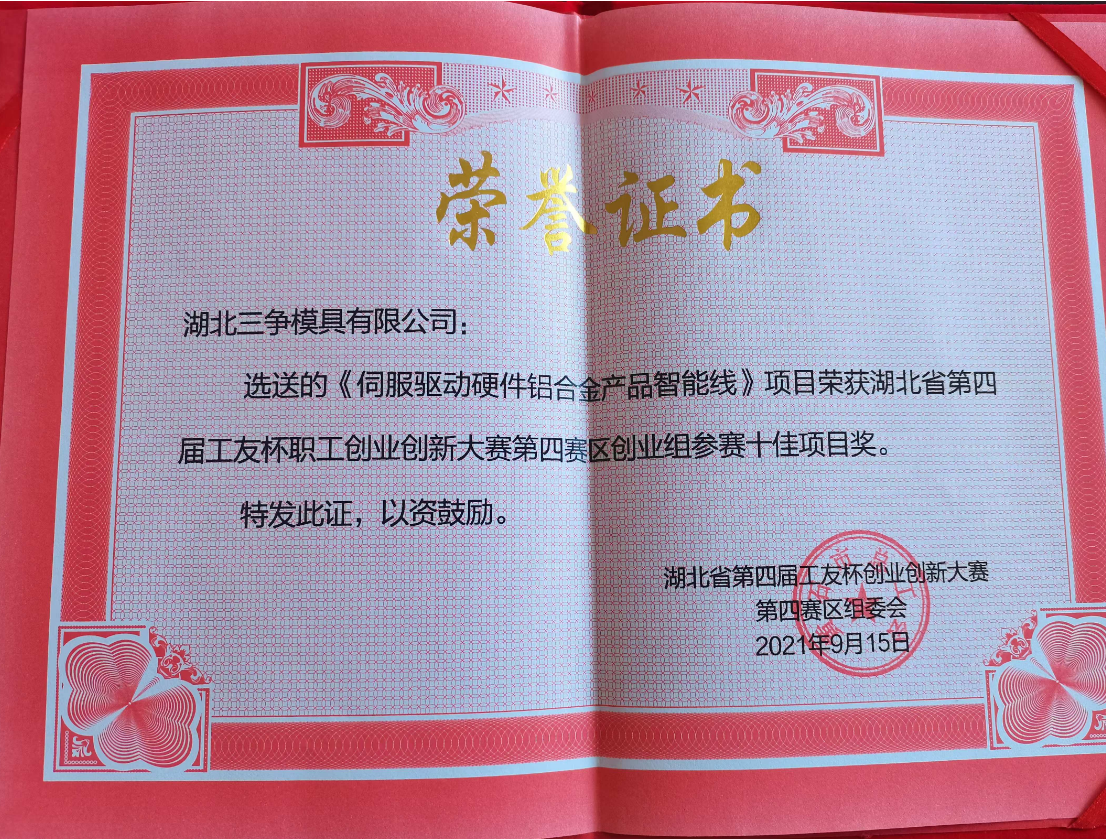 荣誉证书
湖北三争模具有限公司：
选送的《伺服驱动硬件铝合金产品智能线》项目荣获湖北省第四
届工友杯职工创业创新大赛第四赛区创业组参赛十佳项目奖。
特发此证，以资鼓励。
湖北省第四届工友杯创业创新大赛
第四赛区组委会
2021年9月15日